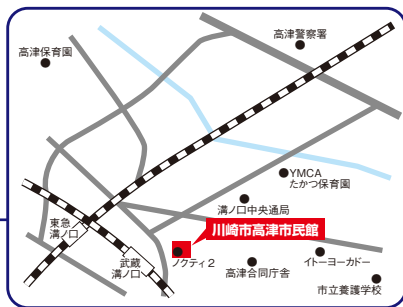 高津警察署
高津保育園
YMCA
たかつ保育園
溝ノ口中央通局
川崎市高津市民館
東急
溝ノ口
武蔵
溝ノ口
ノクティ2
高津合同庁舎
イトーヨーカドー
市立養護学校